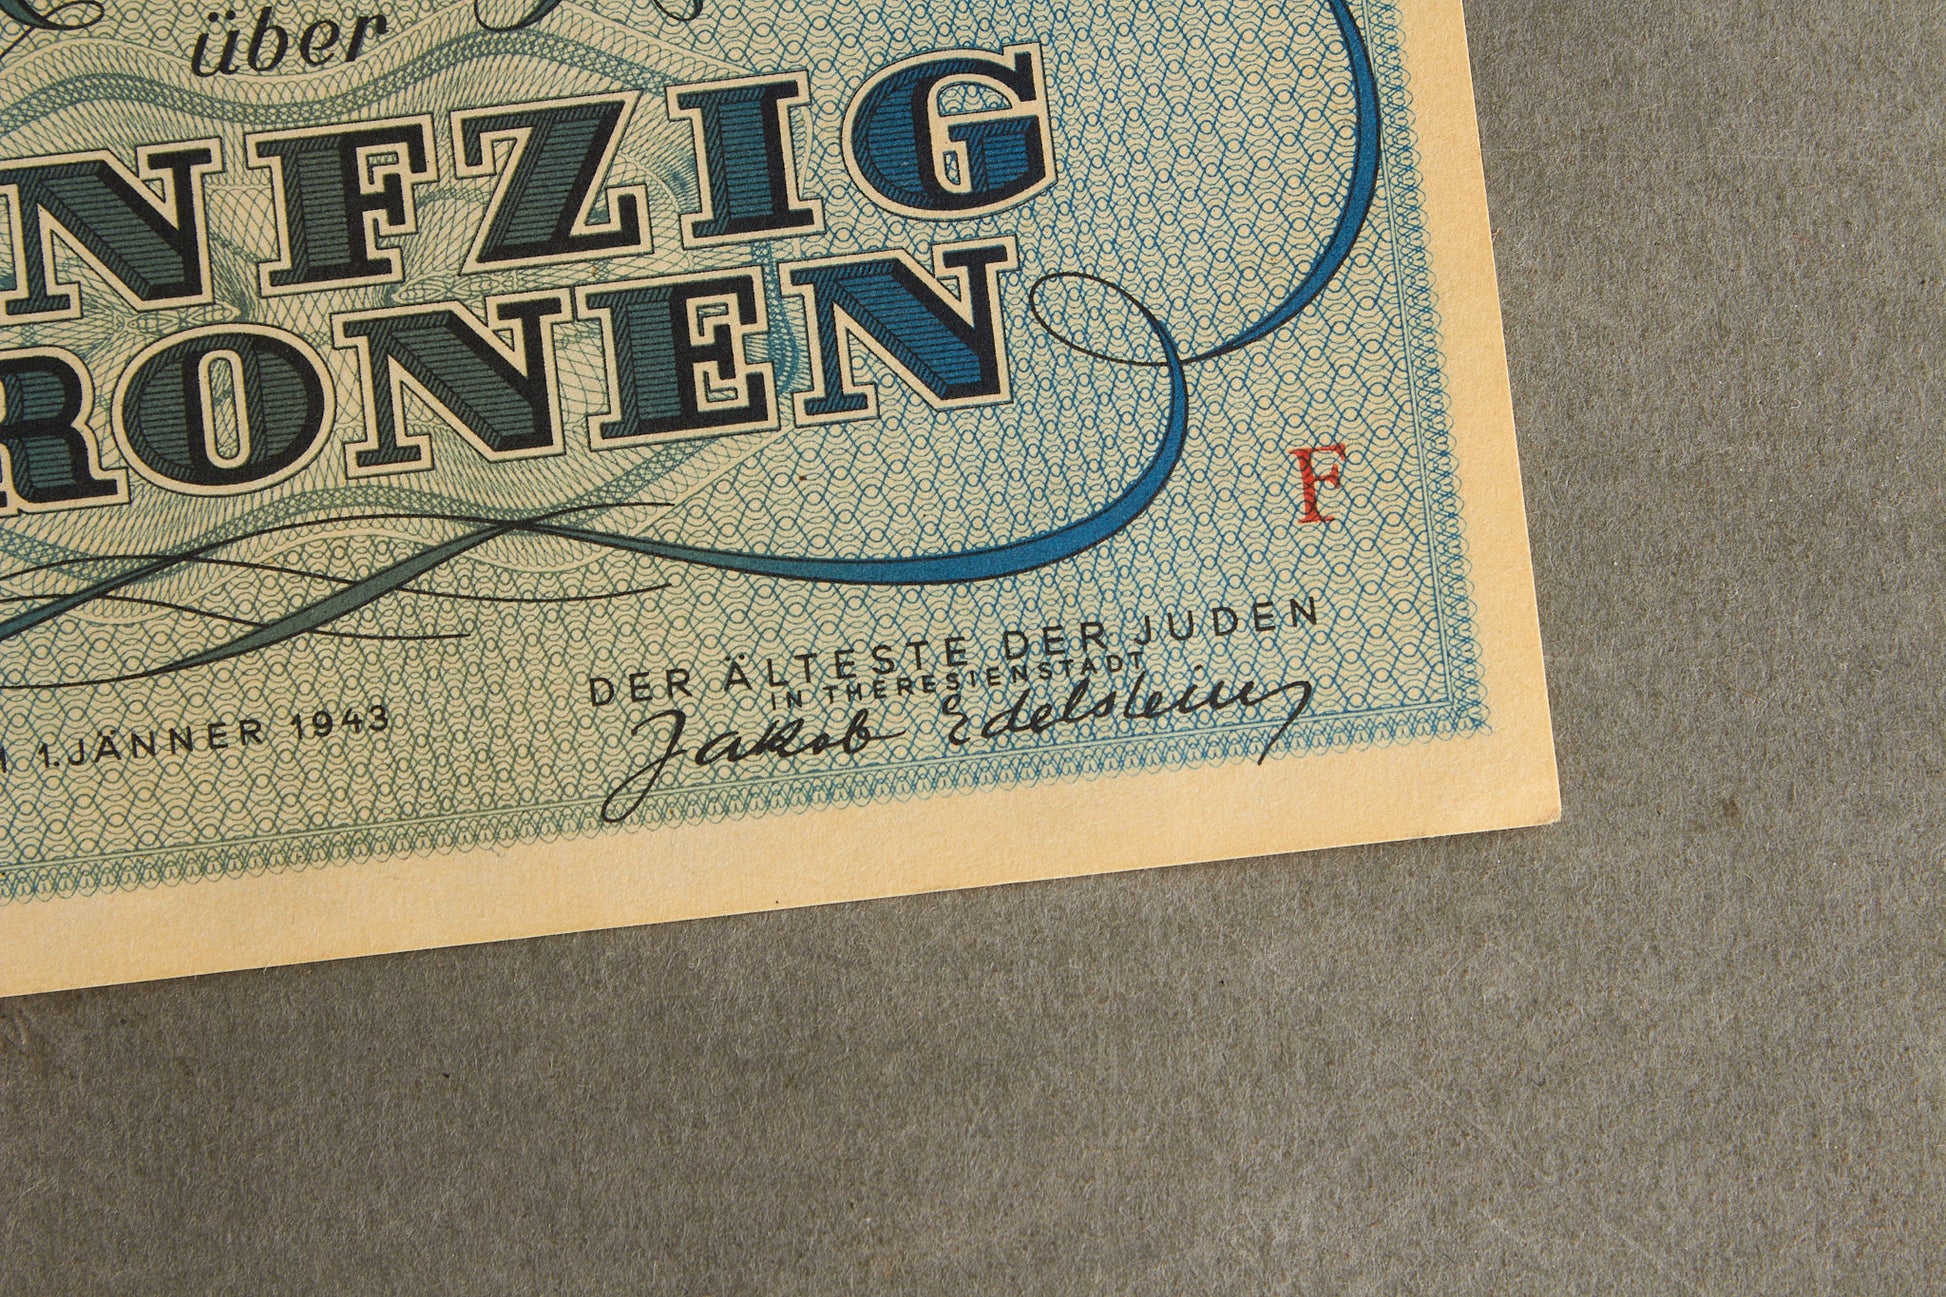 über
NFZIG
RONEN
F
DER ÄLTESTE DER JUDEN
IN THERESIENSTADT
1. JÄNNER 1943
Jakob Edelstein